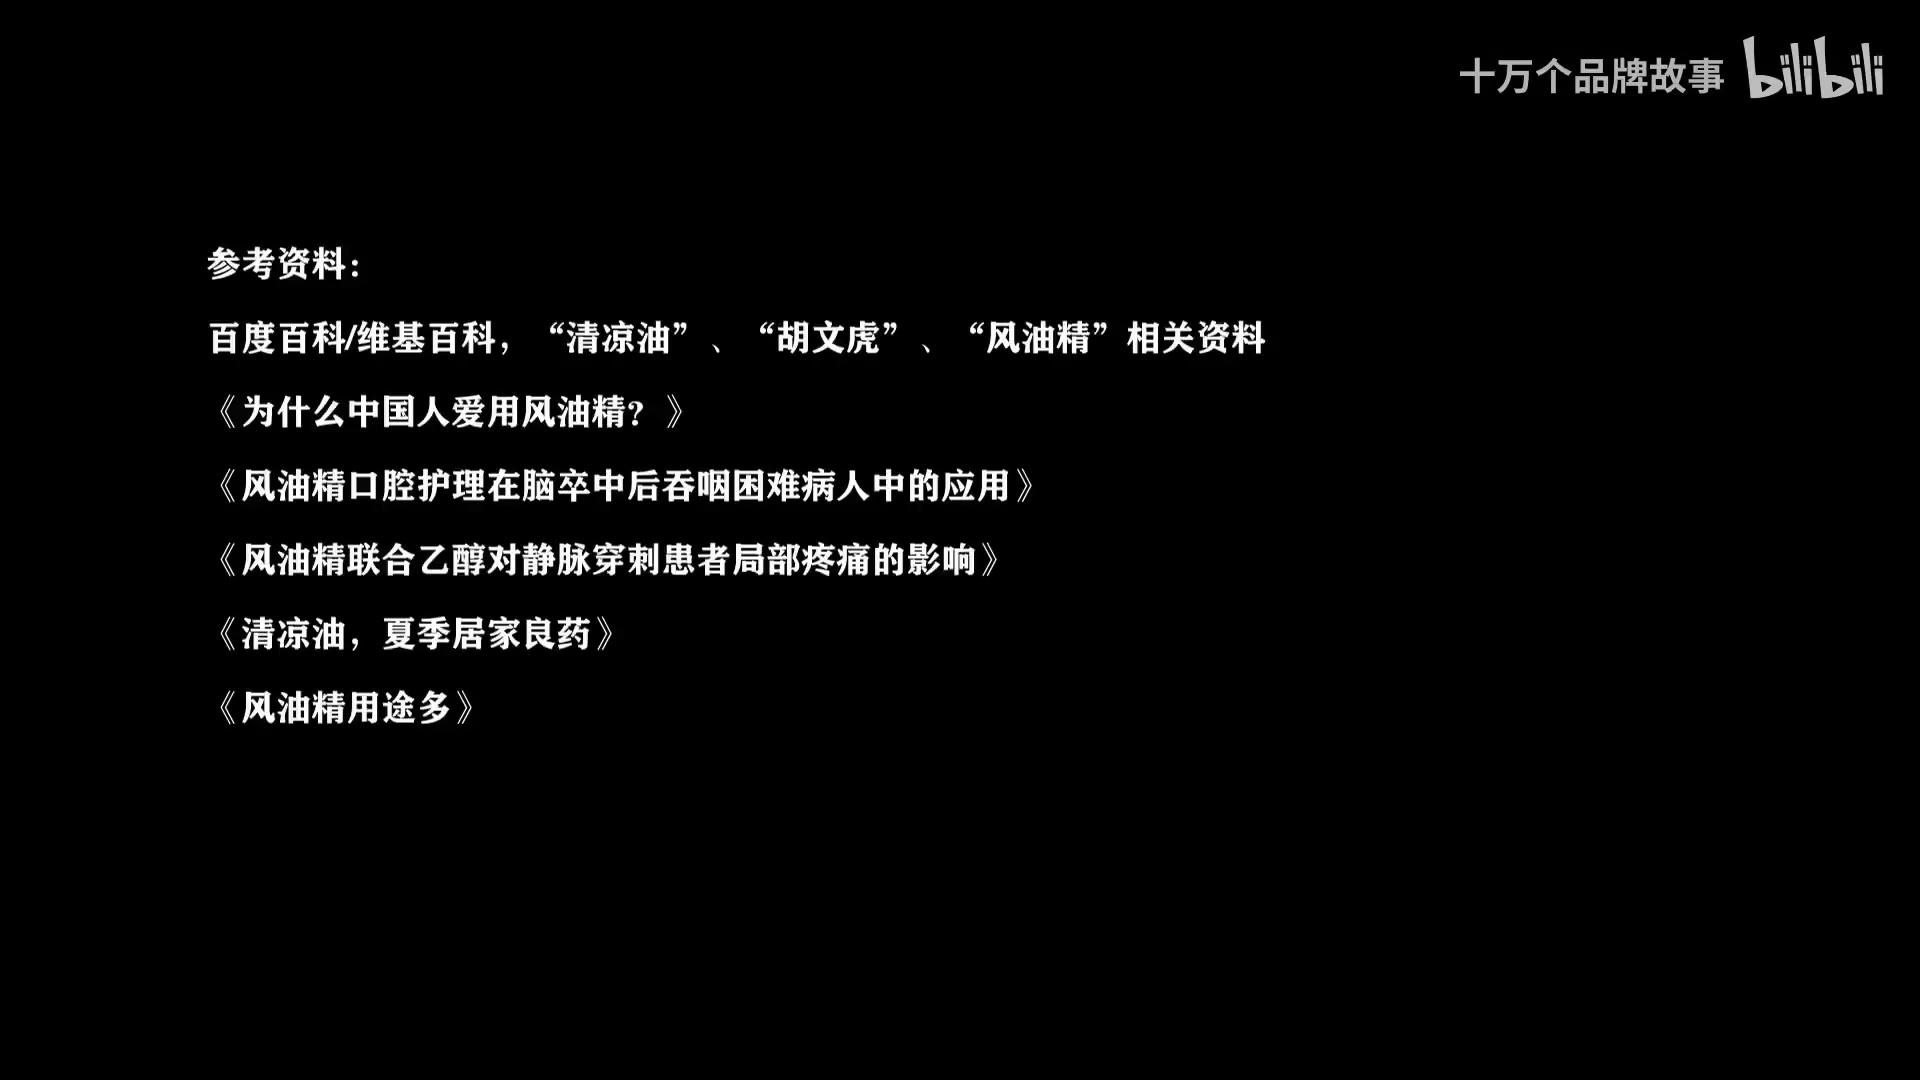 十万个品牌故事 bilibili
参考资料：
百度百科/维基百科，“清凉油”、“胡文虎”、“风油精”相关资料
《为什么中国人爱用风油精？》
《风油精口腔护理在脑卒中后吞咽困难病人中的应用》
《风油精联合乙醇对静脉穿刺患者局部疼痛的影响》
《清凉油，夏季居家良药》
《风油精用途多》